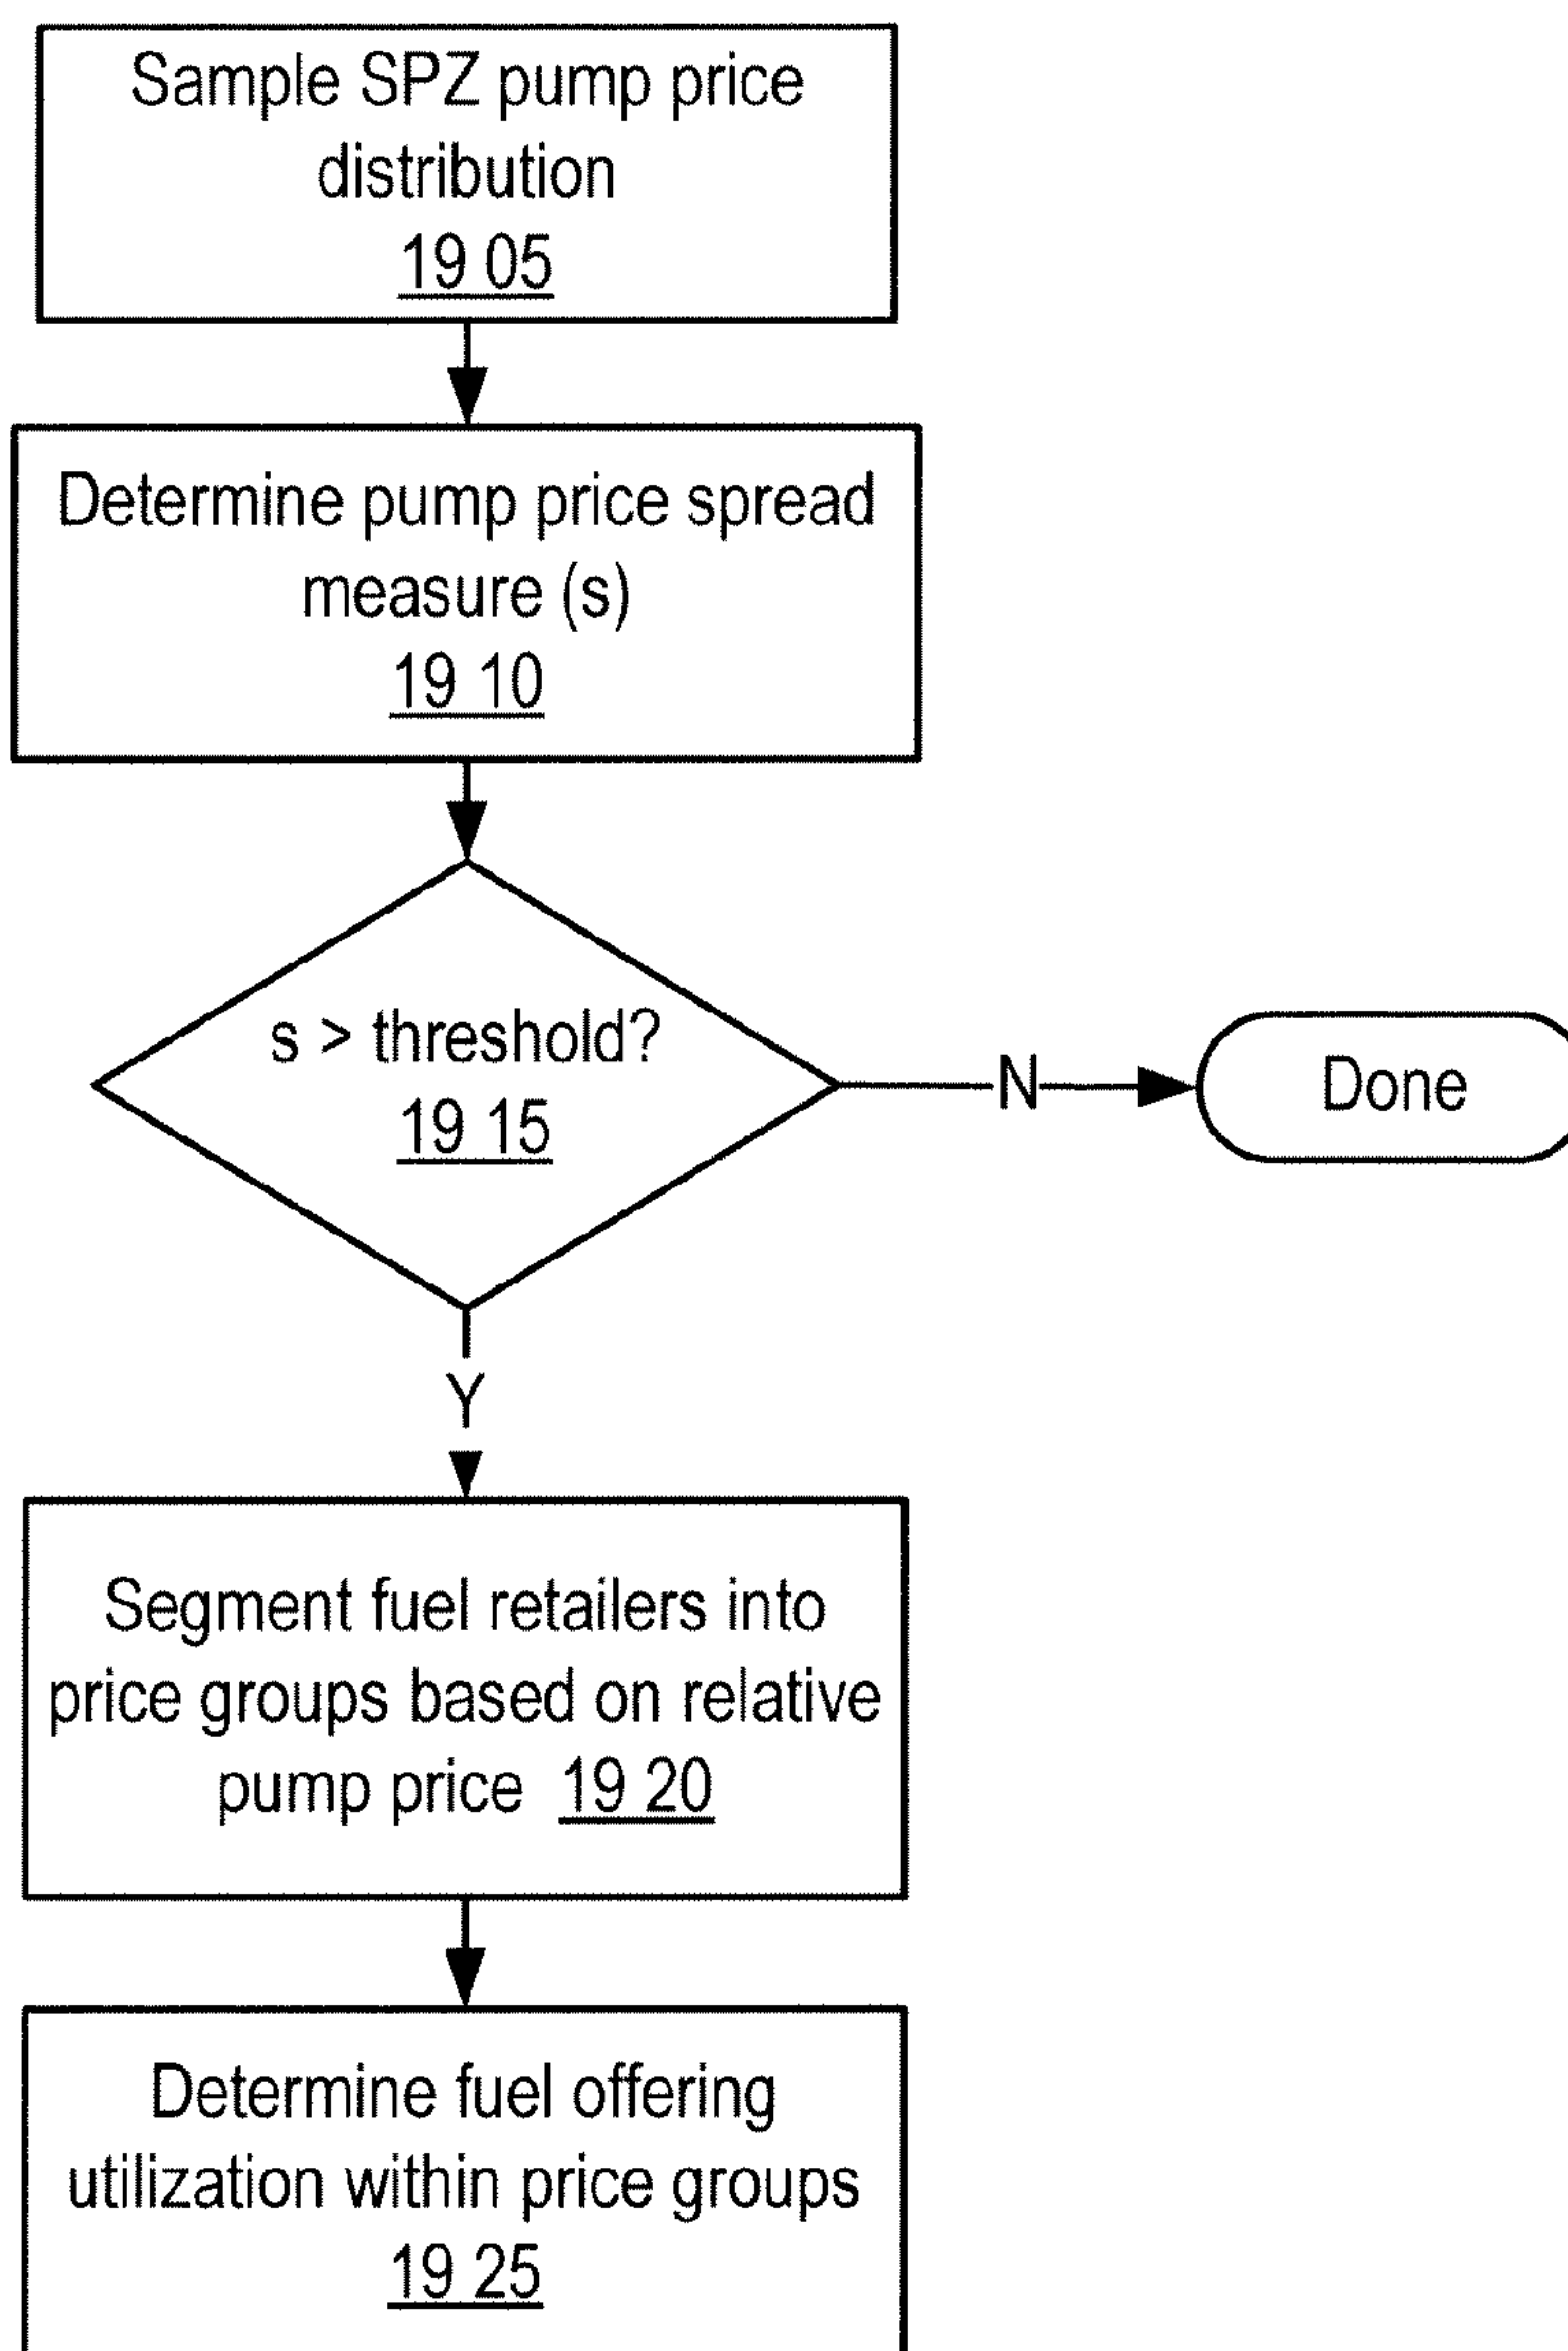 Sample SPZ pump price
distribution
19 05
Determine pump price spread
measure (s)
19 10
s > threshold?
19 15
N
Done
Y
Segment fuel retailers into
price groups based on relative
pump price 19 20
Determine fuel offering
utilization within price groups
19 25